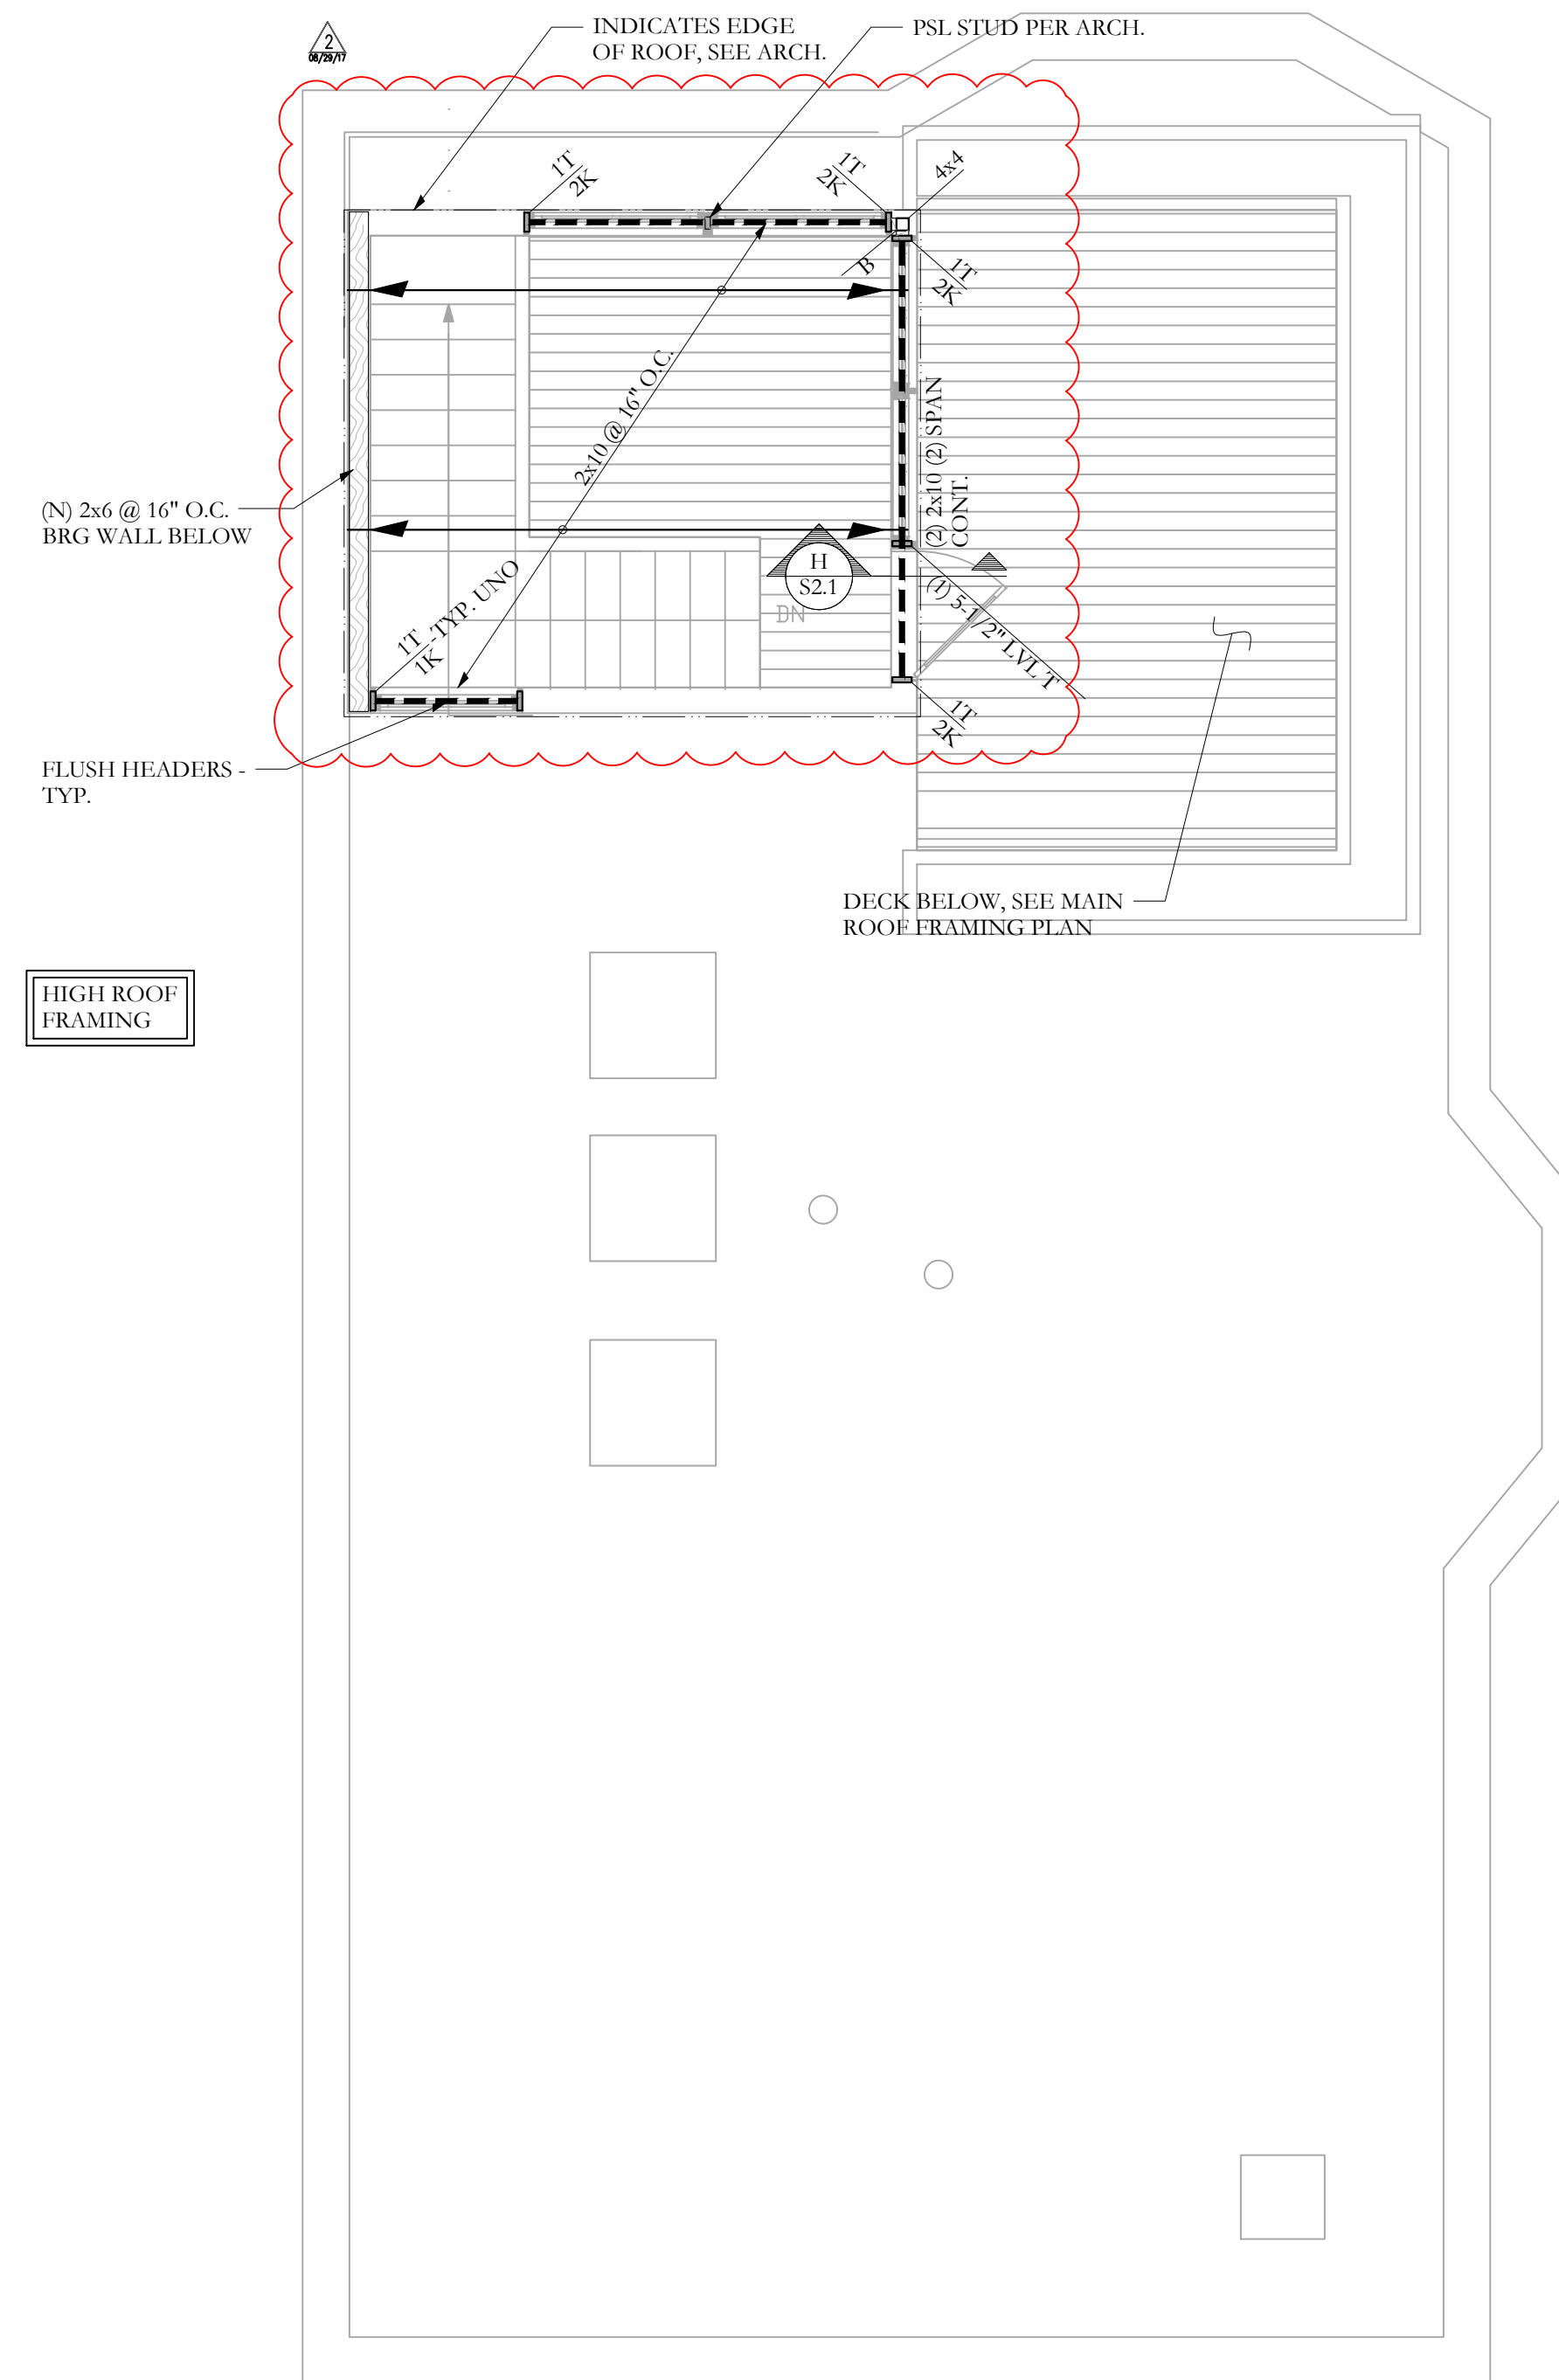 INDICATES EDGE
OF ROOF, SEE ARCH.
PSL STUD PER ARCH.
2
08/29/17
1T
2K
1T
2K
4x4
B
1T
2K
2x10 @ 16" O.C.
(2) 2x10 (2) SPAN
CONT.
(N) 2x6 @ 16" O.C.
BRG WALL BELOW
H
S2.1
DN
(1) 5-1/2" LVL T
1T
1K
-TYP. UNO
1T
2K
FLUSH HEADERS -
TYP.
DECK BELOW, SEE MAIN
ROOF FRAMING PLAN
HIGH ROOF
FRAMING